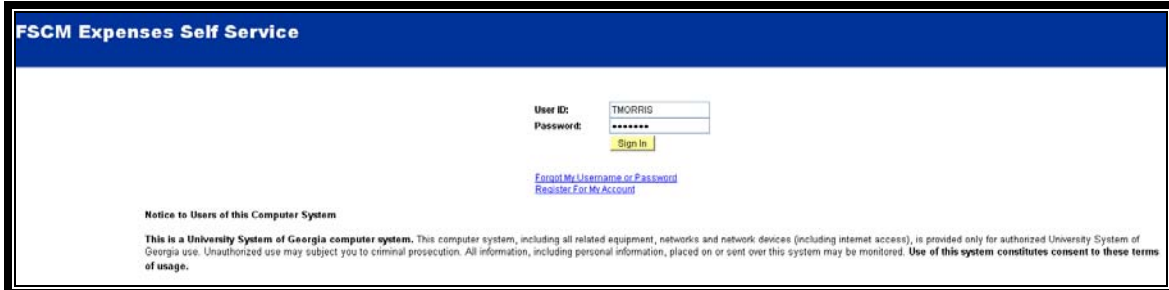 FSCM Expenses Self Service
User ID: TMORRIS
Password: •••••••
Sign In
Forgot My Username or Password
Register For My Account
Notice to Users of this Computer System
This is a University System of Georgia computer system. This computer system, including all related equipment, networks and network devices (including internet access), is provided only for authorized University System of
Georgia use. Unauthorized use may subject you to criminal prosecution. All information, including personal information, placed on or sent over this system may be monitored. Use of this system constitutes consent to these terms
of usage.